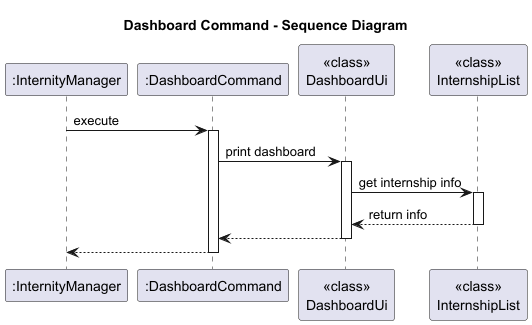 Dashboard Command - Sequence Diagram
:InternityManager
:DashboardCommand
«class»
DashboardUi
«class»
InternshipList
execute
print dashboard
get internship info
return info
:InternityManager
:DashboardCommand
«class»
DashboardUi
«class»
InternshipList